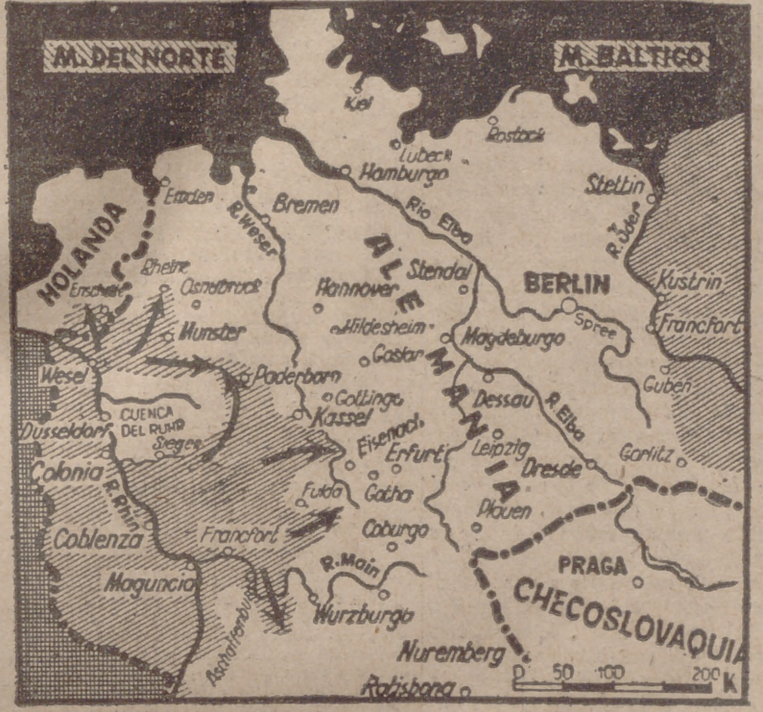 M. DEL NORTE
M. BALTICO
Kiel
Rostock
Lubeck
Hamburgo
Stettin
Emden
Bremen
R. Weser
Rio Elba
R. Oder
HOLANDA
ALEMANIA
Rheine
Osnabruck
Stendal
BERLIN
Kustrin
Enschede
Hannover
Spree
Francfort
Munster
Hildesheim
Magdeburgo
Goslar
Wesel
Paderborn
Guben
Gottinga
Dessau
CUENCA
DEL RUHR
Kassel
R. Elba
Dusseldorf
Siegen
Eisenach
Leipzig
Gorlitz
Colonia
Erfurt
Dresde
R. Rhin
Gotha
Fulda
Plauen
Coblenza
Francfort
Coburgo
R. Main
PRAGA
Maguncia
CHECOSLOVAQUIA
Aschaffenburg
Wurzburgo
Nuremberg
Ratisbona
0 50 100 200 K